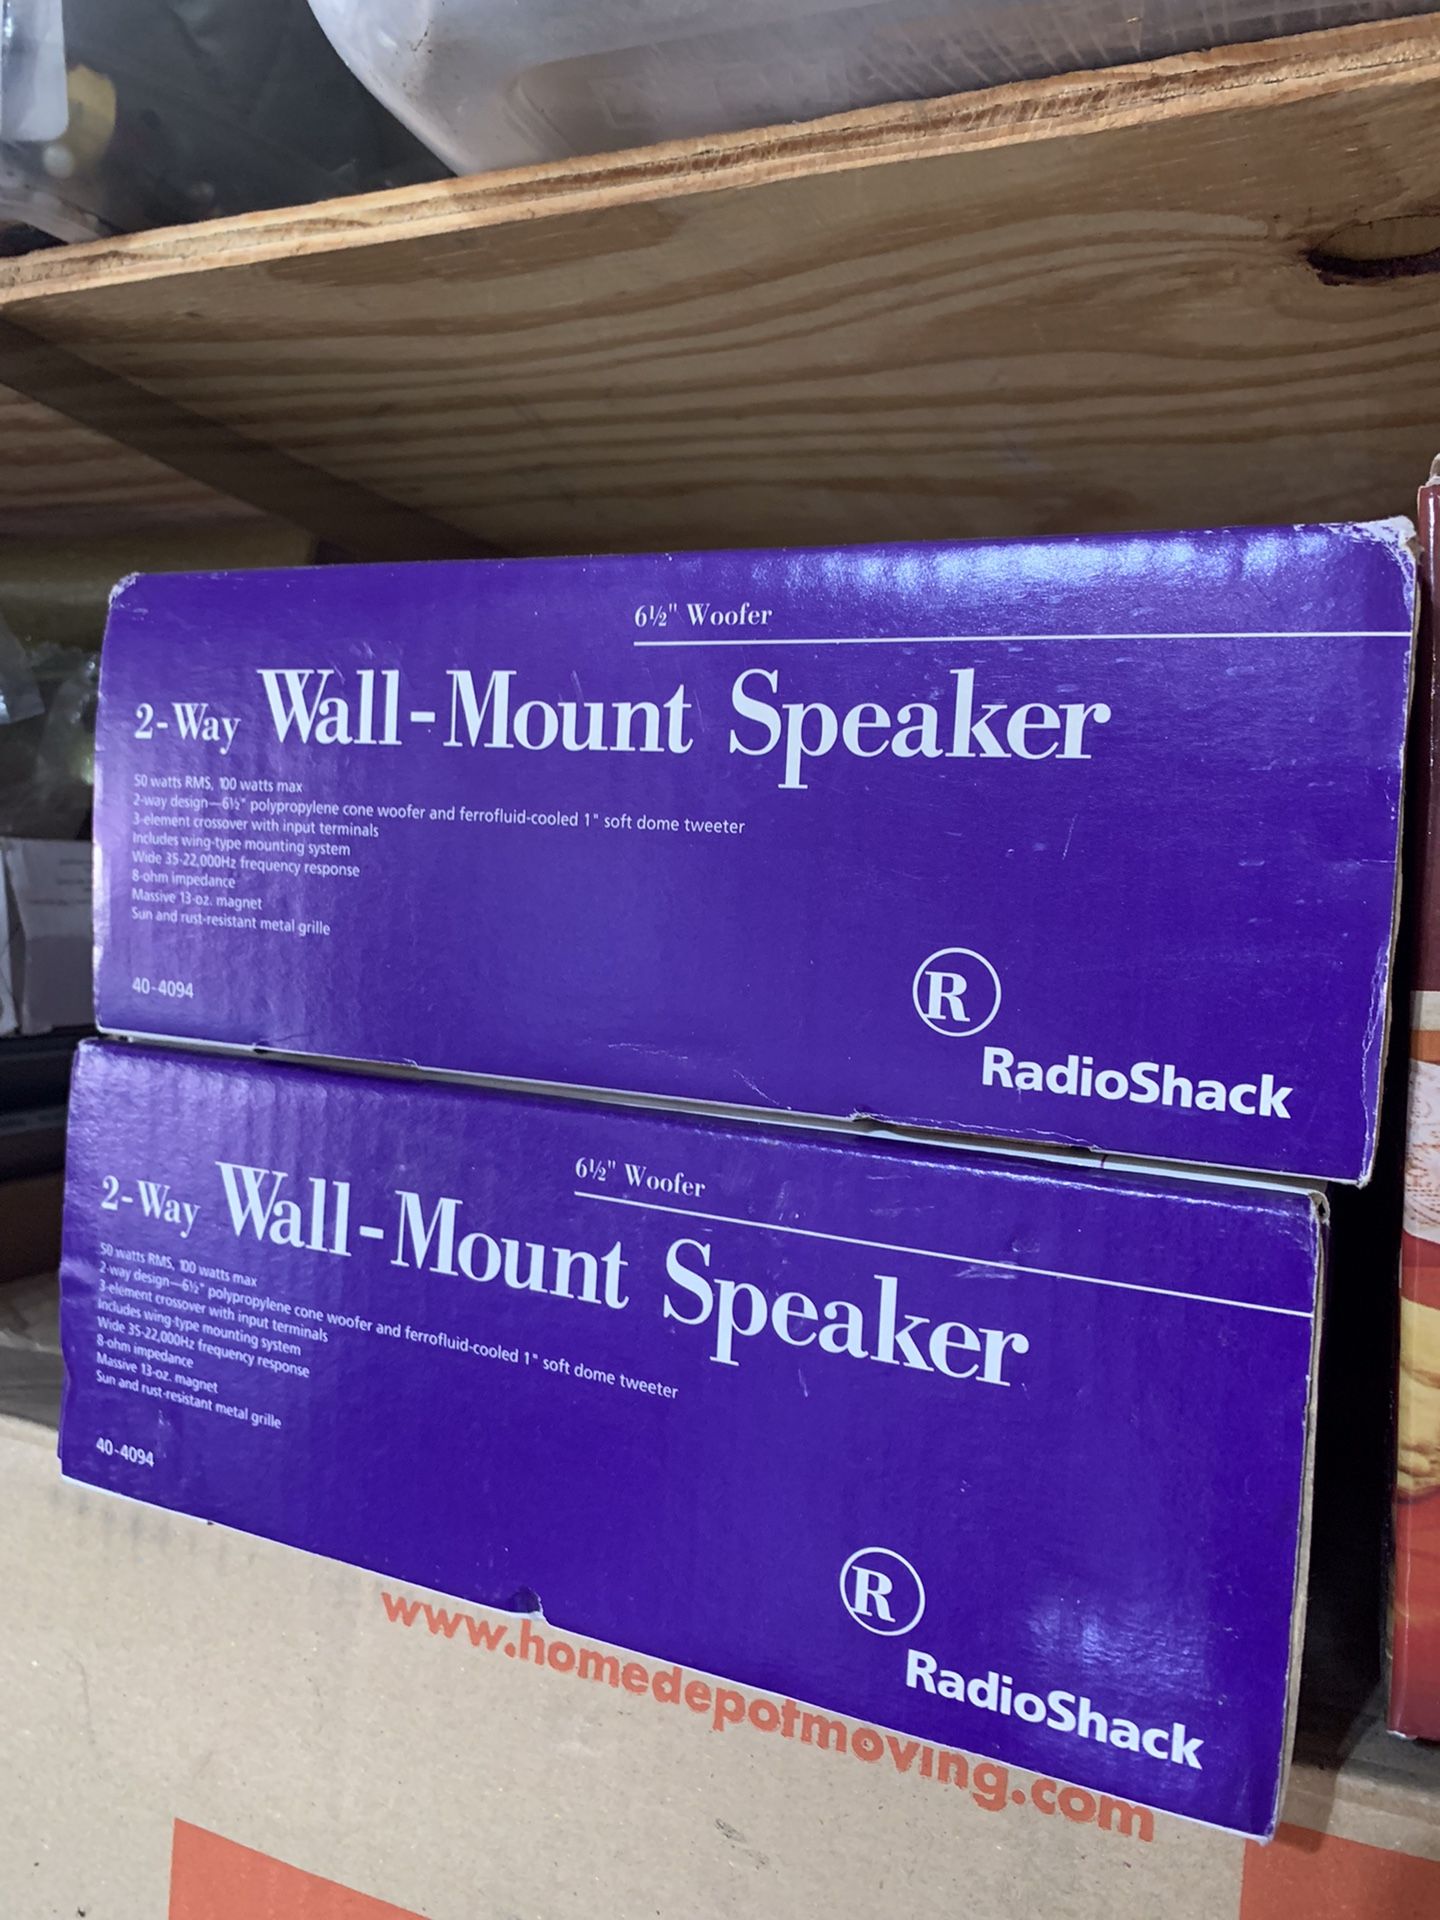 6½" Woofer
2-Way Wall-Mount Speaker
50 watts RMS, 100 watts max
2-way design—6½" polypropylene cone woofer and ferrofluid-cooled 1" soft dome tweeter
3-element crossover with input terminals
Includes wing-type mounting system
Wide 35-22,000Hz frequency response
8-ohm impedance
Massive 13-oz. magnet
Sun and rust-resistant metal grille
40-4094
R
RadioShack
6½" Woofer
2-Way Wall-Mount Speaker
50 watts RMS, 100 watts max
2-way design—6½" polypropylene cone woofer and ferrofluid-cooled 1" soft dome tweeter
3-element crossover with input terminals
Includes wing-type mounting system
Wide 35-22,000Hz frequency response
8-ohm impedance
Massive 13-oz. magnet
Sun and rust-resistant metal grille
40-4094
R
RadioShack
www.homedepotmoving.com